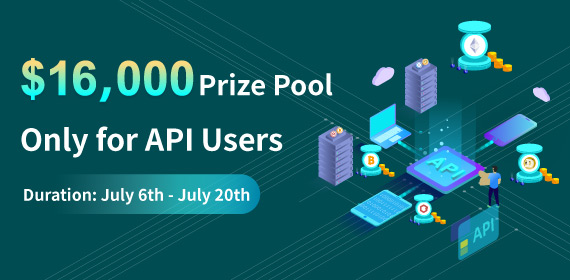 $16,000 Prize Pool
Only for API Users
Duration: July 6th - July 20th
API
API